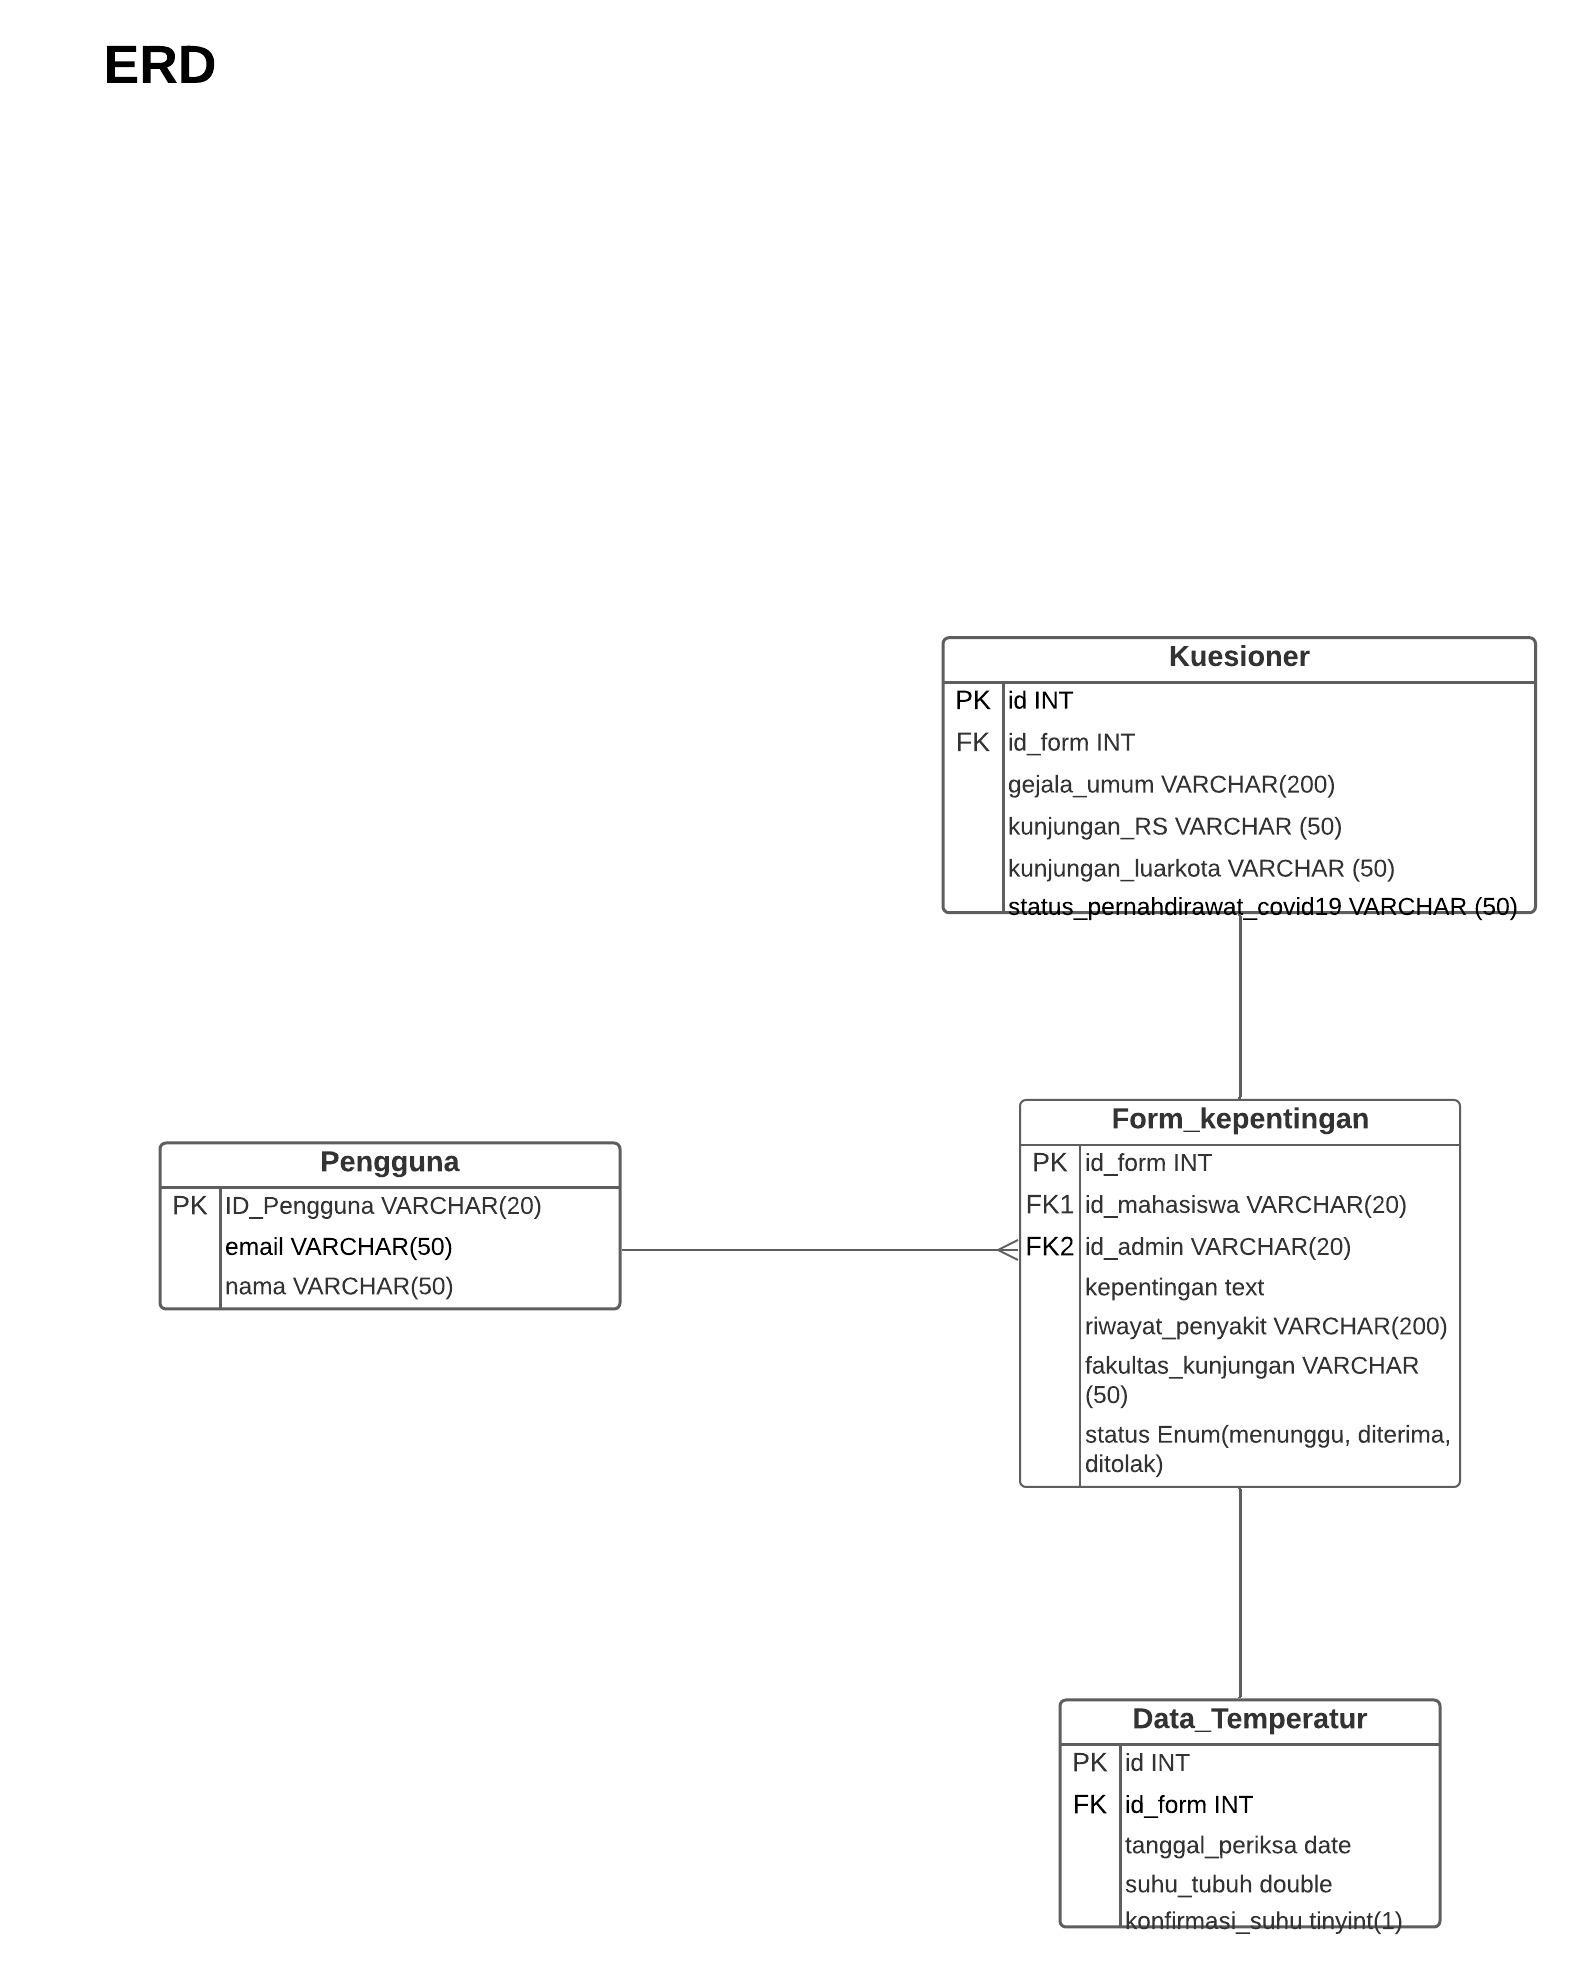 ERD
Kuesioner
PK id INT
FK id_form INT
gejala_umum VARCHAR(200)
kunjungan_RS VARCHAR (50)
kunjungan_luarkota VARCHAR (50)
status_pernahdirawat_covid19 VARCHAR (50)
Pengguna
PK ID_Pengguna VARCHAR(20)
email VARCHAR(50)
nama VARCHAR(50)
Form_kepentingan
PK id_form INT
FK1 id_mahasiswa VARCHAR(20)
FK2 id_admin VARCHAR(20)
kepentingan text
riwayat_penyakit VARCHAR(200)
fakultas_kunjungan VARCHAR
(50)
status Enum(menunggu, diterima,
ditolak)
Data_Temperatur
PK id INT
FK id_form INT
tanggal_periksa date
suhu_tubuh double
konfirmasi_suhu tinyint(1)